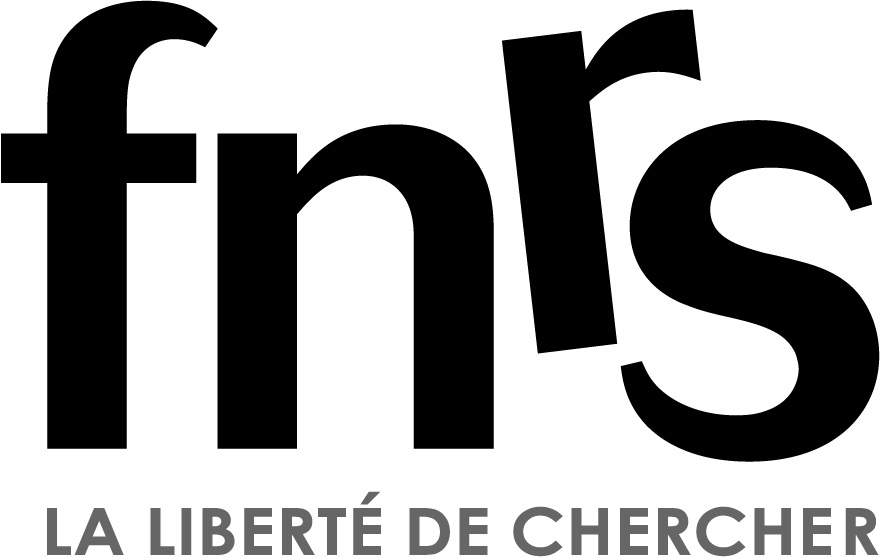 fnrs
LA LIBERTÉ DE CHERCHER